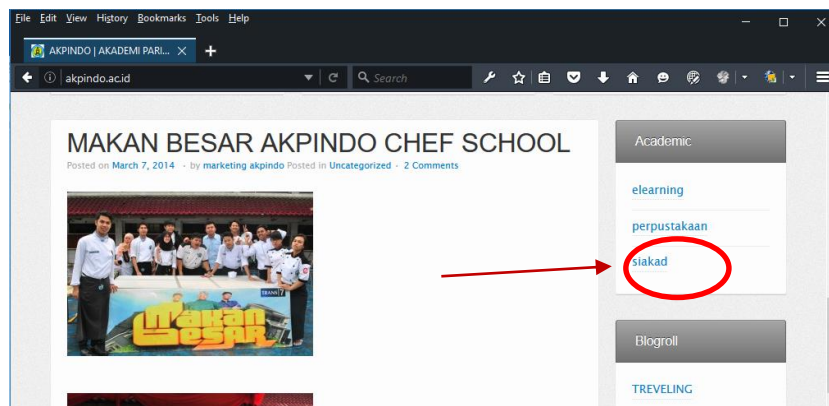 File Edit View History Bookmarks Tools Help
AKPINDO | AKADEMI PARI...
akpindo.ac.id
Search
MAKAN BESAR AKPINDO CHEF SCHOOL
Posted on March 7, 2014 - by marketing akpindo Posted in Uncategorized - 2 Comments
TRANS 7
Makan
BESAR
Academic
elearning
perpustakaan
siakad
Blogroll
TREVELING